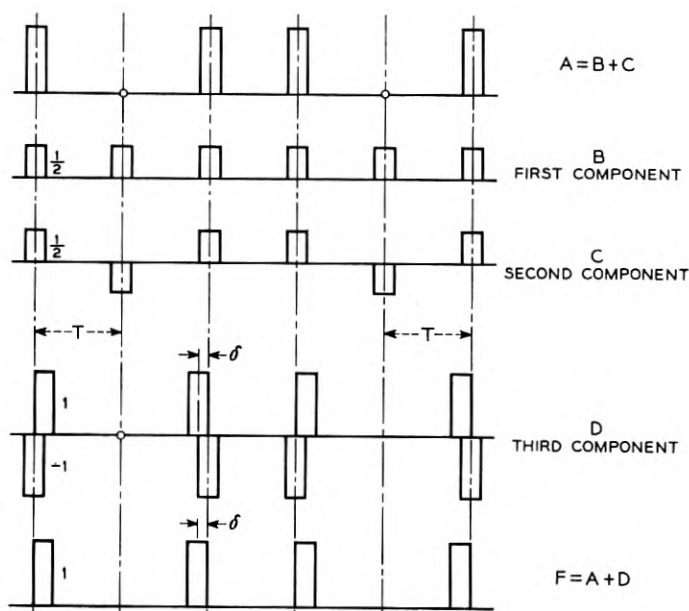 A=B+C
1/2
B
FIRST COMPONENT
1/2
C
SECOND COMPONENT
T
T
δ
1
D
THIRD COMPONENT
-1
δ
1
F=A+D